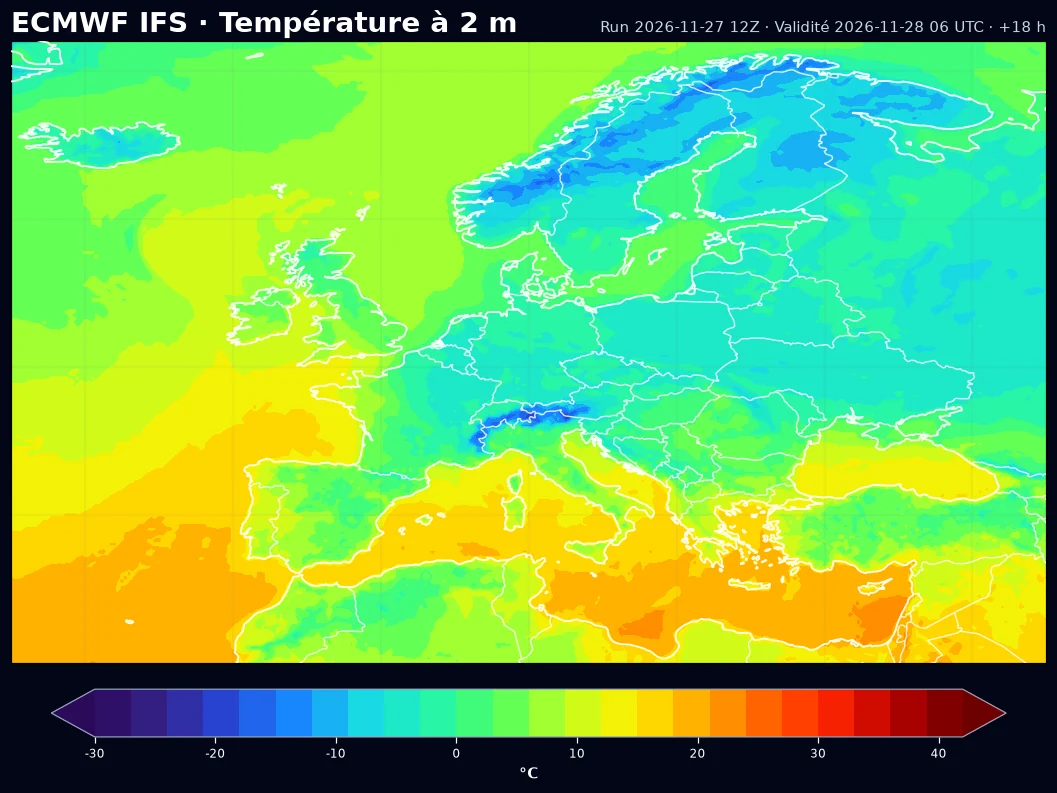 ECMWF IFS · Température à 2 m
Run 2026-11-27 12Z · Validité 2026-11-28 06 UTC · +18 h
-30 -20 -10 0 10 20 30 40
°C